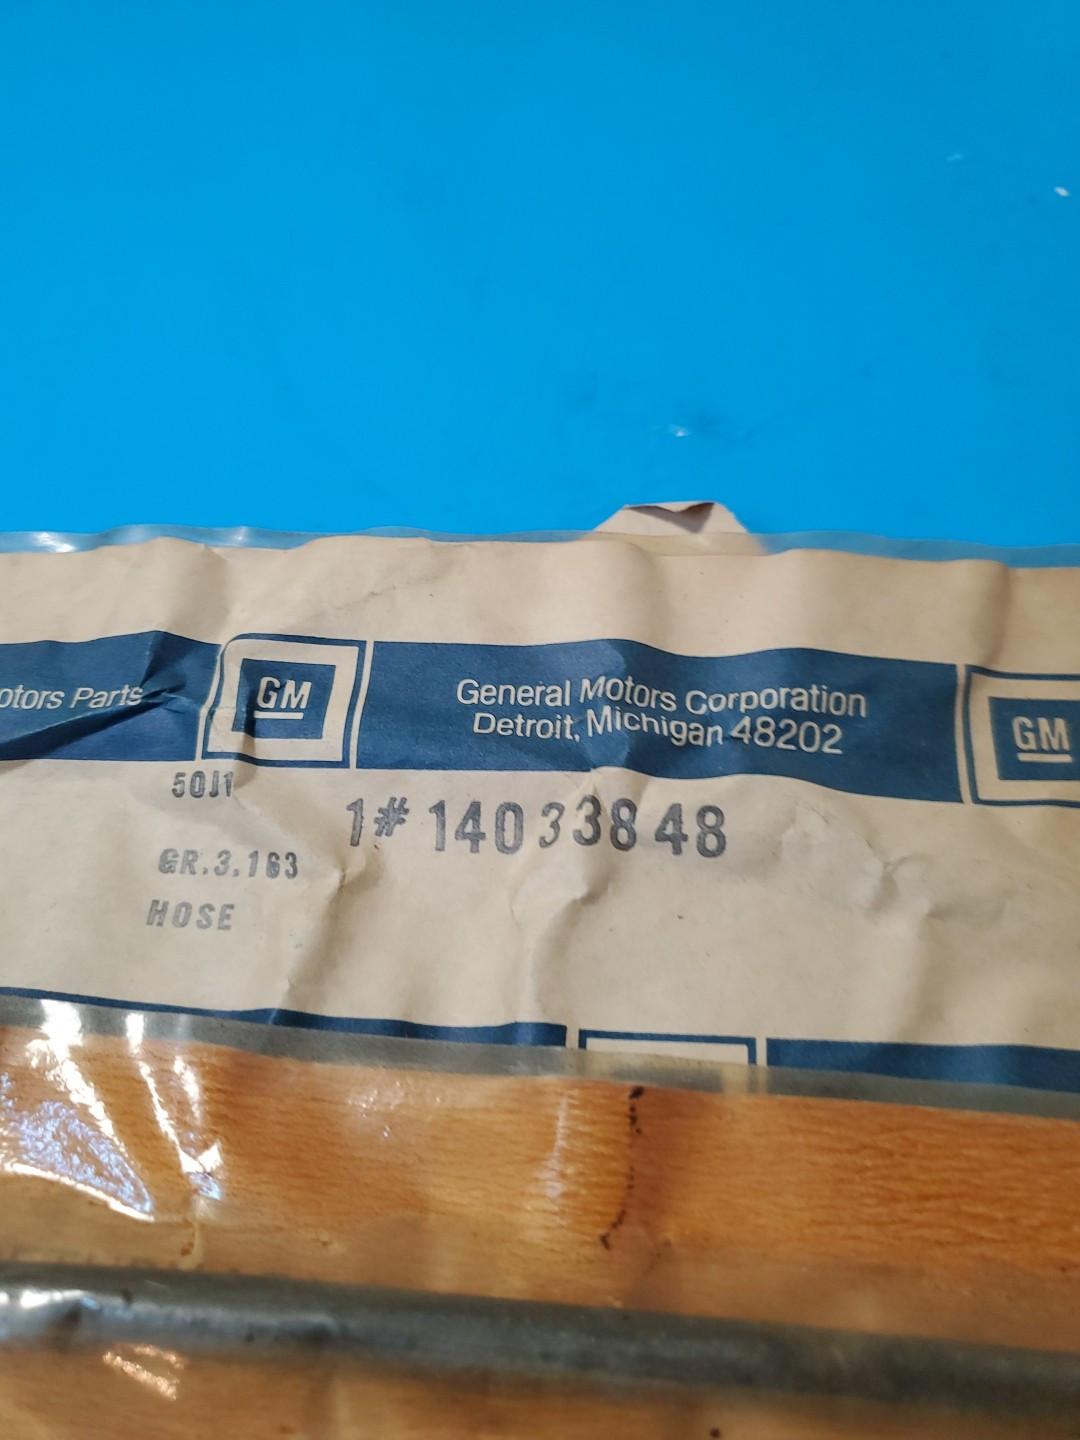 otors Parts
GM
General Motors Corporation
Detroit, Michigan 48202
GM
50J1
1# 14033848
GR.3.163
HOSE